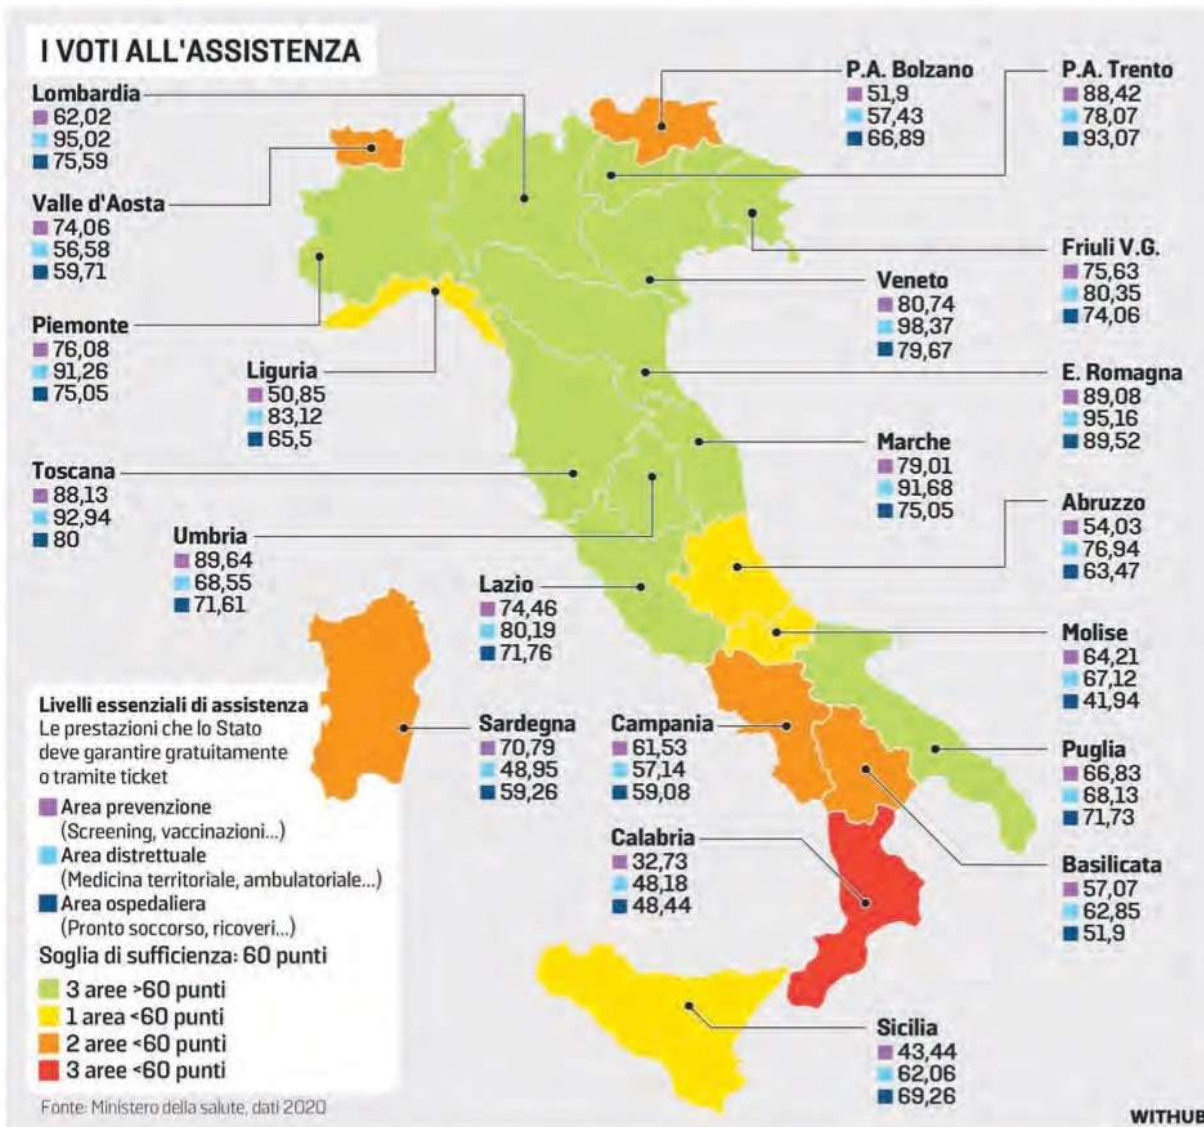 I VOTI ALL'ASSISTENZA
Lombardia
62,02
95,02
75,59
Valle d'Aosta
74,06
56,58
59,71
Piemonte
76,08
91,26
75,05
Liguria
50,85
83,12
65,5
Toscana
88,13
92,94
80
Umbria
89,64
68,55
71,61
Lazio
74,46
80,19
71,76
Sardegna
70,79
48,95
59,26
Campania
61,53
57,14
59,08
Calabria
32,73
48,18
48,44
P.A. Bolzano
51,9
57,43
66,89
P.A. Trento
88,42
78,07
93,07
Friuli V.G.
75,63
80,35
74,06
Veneto
80,74
98,37
79,67
E. Romagna
89,08
95,16
89,52
Marche
79,01
91,68
75,05
Abruzzo
54,03
76,94
63,47
Molise
64,21
67,12
41,94
Puglia
66,83
68,13
71,73
Basilicata
57,07
62,85
51,9
Sicilia
43,44
62,06
69,26
Livelli essenziali di assistenza
Le prestazioni che lo Stato
deve garantire gratuitamente
o tramite ticket
Area prevenzione
(Screening, vaccinazioni...)
Area distrettuale
(Medicina territoriale, ambulatoriale...)
Area ospedaliera
(Pronto soccorso, ricoveri...)
Soglia di sufficienza: 60 punti
3 aree >60 punti
1 area <60 punti
2 aree <60 punti
3 aree <60 punti
Fonte: Ministero della salute, dati 2020
WITHUB